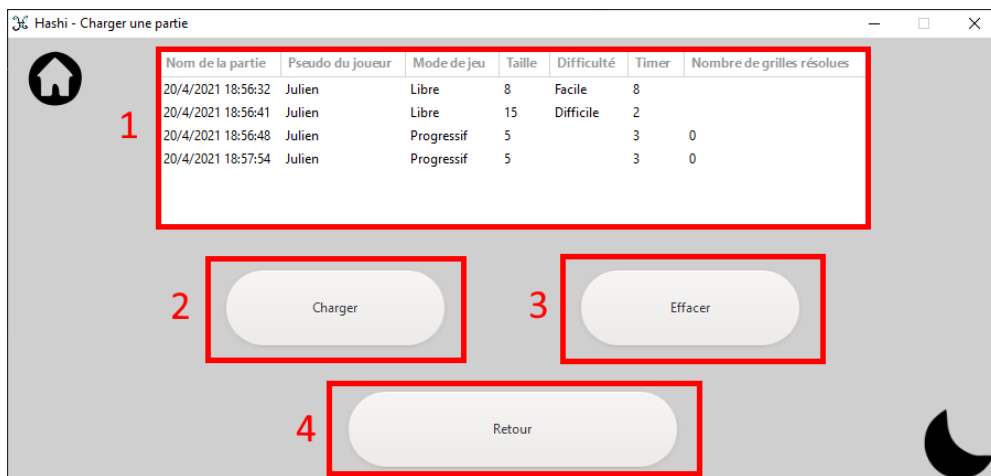 Hashi - Charger une partie
Nom de la partie Pseudo du joueur Mode de jeu Taille Difficulté Timer Nombre de grilles résolues
20/4/2021 18:56:32 Julien Libre 8 Facile 8
20/4/2021 18:56:41 Julien Libre 15 Difficile 2
20/4/2021 18:56:48 Julien Progressif 5 3 0
20/4/2021 18:57:54 Julien Progressif 5 3 0
1
2
Charger
3
Effacer
4
Retour